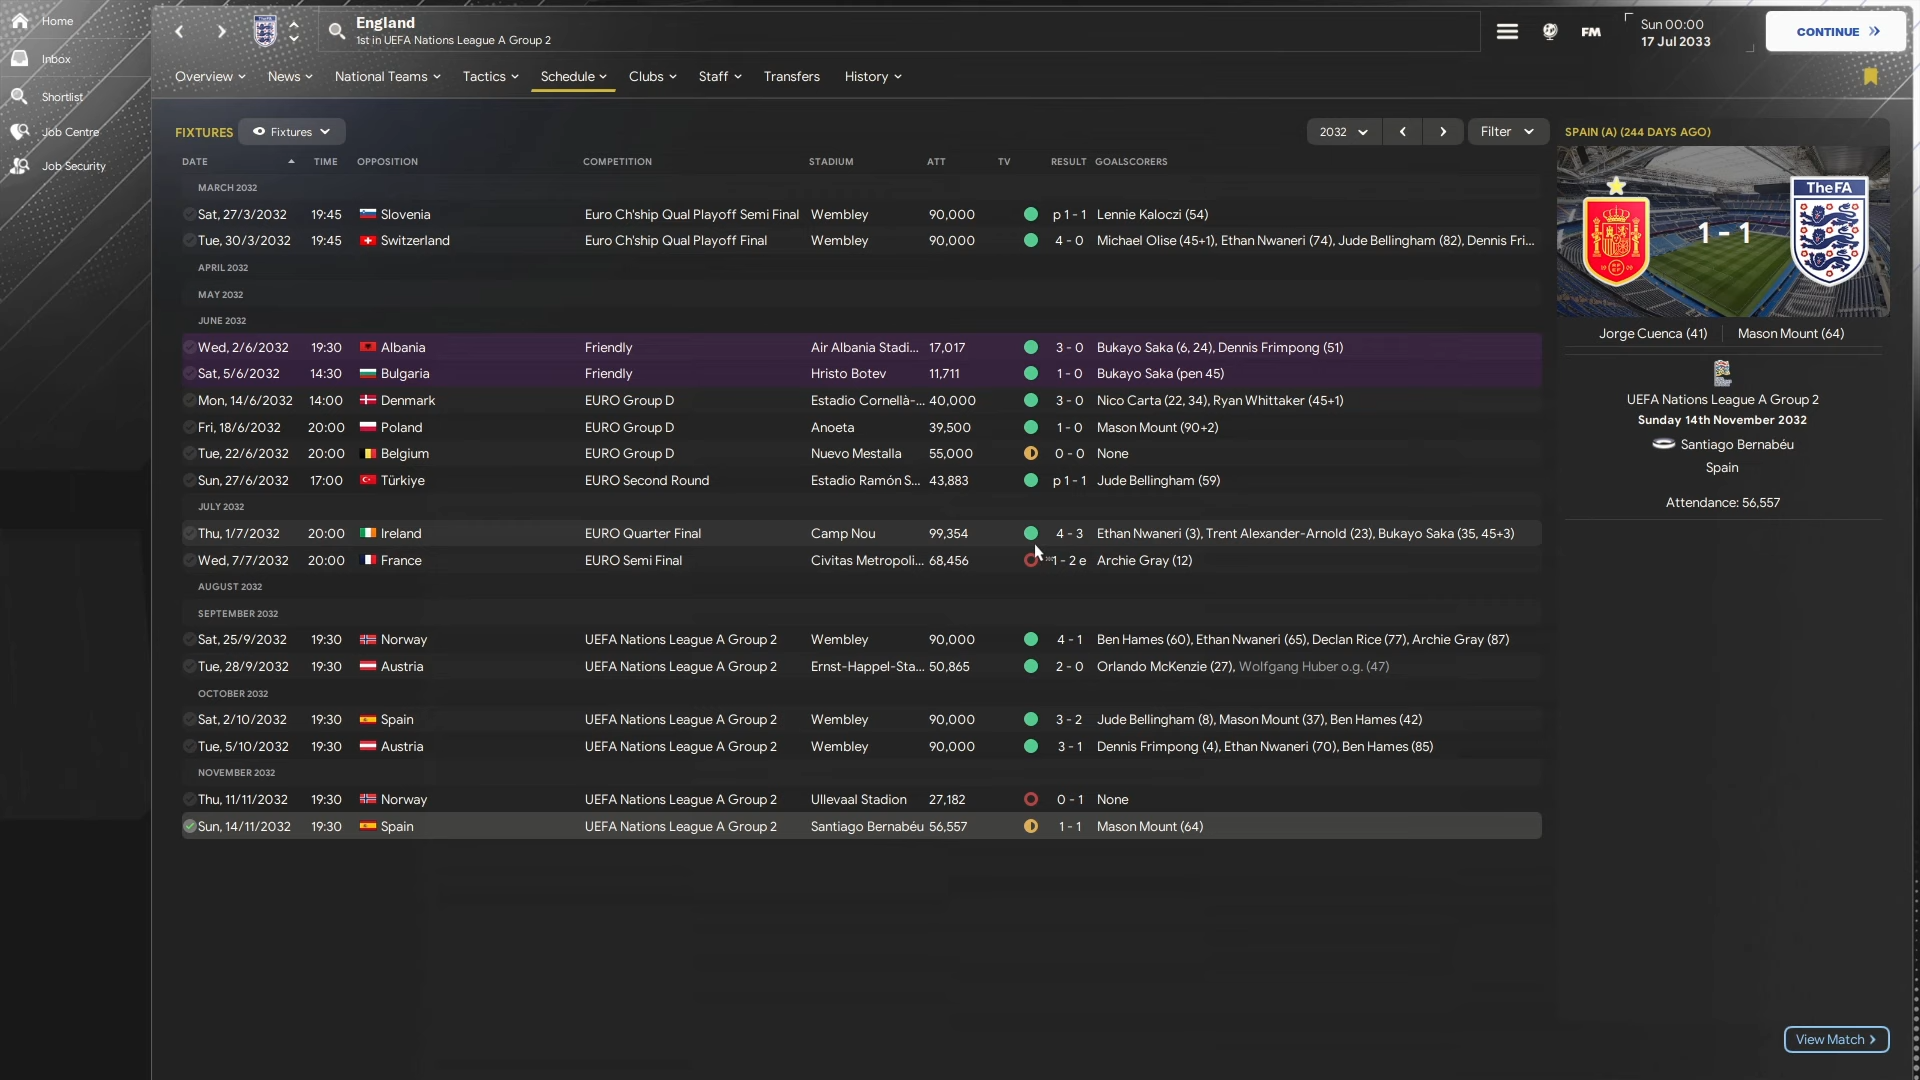 Home
Inbox
Shortlist
Job Centre
Job Security
England
1st in UEFA Nations League A Group 2
FM
Sun 00:00
17 Jul 2033
CONTINUE
Overview News National Teams Tactics Schedule Clubs Staff Transfers History
FIXTURES Fixtures 2032 Filter
DATE TIME OPPOSITION COMPETITION STADIUM ATT TV RESULT GOALSCORERS
MARCH 2032
Sat, 27/3/2032 19:45 Slovenia Euro Ch'ship Qual Playoff Semi Final Wembley 90,000 p 1 - 1 Lennie Kaloczi (54)
Tue, 30/3/2032 19:45 Switzerland Euro Ch'ship Qual Playoff Final Wembley 90,000 4 - 0 Michael Olise (45+1), Ethan Nwaneri (74), Jude Bellingham (82), Dennis Fri...
APRIL 2032
MAY 2032
JUNE 2032
Wed, 2/6/2032 19:30 Albania Friendly Air Albania Stadi... 17,017 3 - 0 Bukayo Saka (6, 24), Dennis Frimpong (51)
Sat, 5/6/2032 14:30 Bulgaria Friendly Hristo Botev 11,711 1 - 0 Bukayo Saka (pen 45)
Mon, 14/6/2032 14:00 Denmark EURO Group D Estadio Cornellà-... 40,000 3 - 0 Nico Carta (22, 34), Ryan Whittaker (45+1)
Fri, 18/6/2032 20:00 Poland EURO Group D Anoeta 39,500 1 - 0 Mason Mount (90+2)
Tue, 22/6/2032 20:00 Belgium EURO Group D Nuevo Mestalla 55,000 0 - 0 None
Sun, 27/6/2032 17:00 Türkiye EURO Second Round Estadio Ramón S... 43,883 p 1 - 1 Jude Bellingham (59)
JULY 2032
Thu, 1/7/2032 20:00 Ireland EURO Quarter Final Camp Nou 99,354 4 - 3 Ethan Nwaneri (3), Trent Alexander-Arnold (23), Bukayo Saka (35, 45+3)
Wed, 7/7/2032 20:00 France EURO Semi Final Civitas Metropoli... 68,456 1 - 2 e Archie Gray (12)
AUGUST 2032
SEPTEMBER 2032
Sat, 25/9/2032 19:30 Norway UEFA Nations League A Group 2 Wembley 90,000 4 - 1 Ben Hames (60), Ethan Nwaneri (65), Declan Rice (77), Archie Gray (87)
Tue, 28/9/2032 19:30 Austria UEFA Nations League A Group 2 Ernst-Happel-Sta... 50,865 2 - 0 Orlando McKenzie (27), Wolfgang Huber o.g. (47)
OCTOBER 2032
Sat, 2/10/2032 19:30 Spain UEFA Nations League A Group 2 Wembley 90,000 3 - 2 Jude Bellingham (8), Mason Mount (37), Ben Hames (42)
Tue, 5/10/2032 19:30 Austria UEFA Nations League A Group 2 Wembley 90,000 3 - 1 Dennis Frimpong (4), Ethan Nwaneri (70), Ben Hames (85)
NOVEMBER 2032
Thu, 11/11/2032 19:30 Norway UEFA Nations League A Group 2 Ullevaal Stadion 27,182 0 - 1 None
Sun, 14/11/2032 19:30 Spain UEFA Nations League A Group 2 Santiago Bernabéu 56,557 1 - 1 Mason Mount (64)
SPAIN (A) (244 DAYS AGO)
TheFA
1 - 1
Jorge Cuenca (41) Mason Mount (64)
UEFA Nations League A Group 2
Sunday 14th November 2032
Santiago Bernabéu
Spain
Attendance: 56,557
View Match